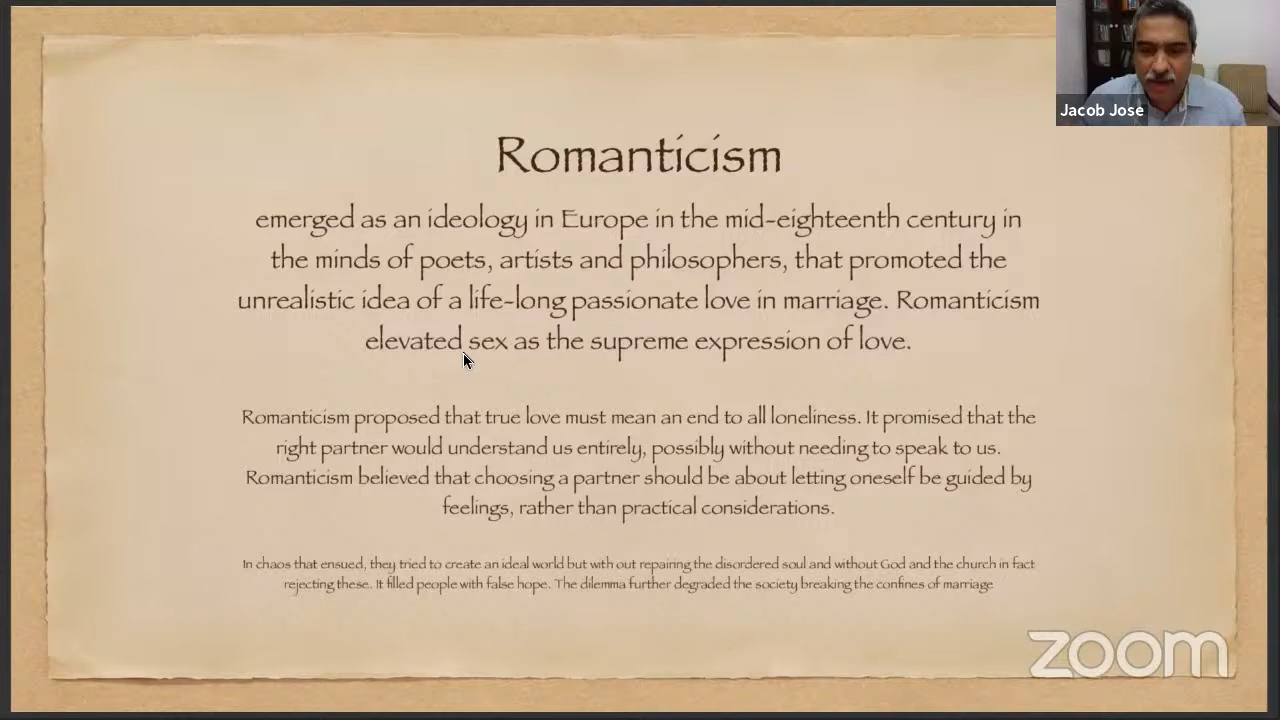 Jacob Jose
Romanticism
emerged as an ideology in Europe in the mid-eighteenth century in
the minds of poets, artists and philosophers, that promoted the
unrealistic idea of a life-long passionate love in marriage. Romanticism
elevated sex as the supreme expression of love.
Romanticism proposed that true love must mean an end to all loneliness. It promised that the
right partner would understand us entirely, possibly without needing to speak to us.
Romanticism believed that choosing a partner should be about letting oneself be guided by
feelings, rather than practical considerations.
In chaos that ensued, they tried to create an ideal world but with out repairing the disordered soul and without God and the church in fact
rejecting these. It filled people with false hope. The dilemma further degraded the society breaking the confines of marriage
zoom